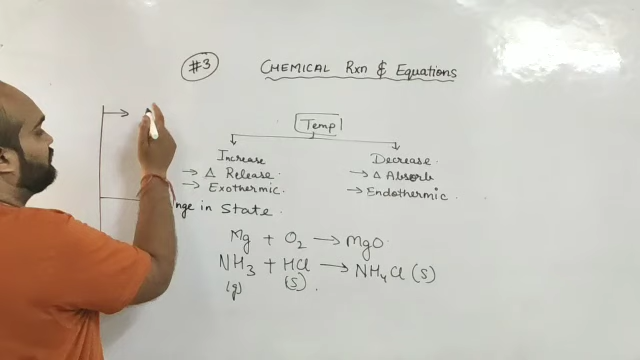 #3 CHEMICAL Rxn & Equations
Temp
Increase
Decrease
→ Δ Release
→ Δ Absorb
→ Exothermic.
→ Endothermic.
nge in State.
Mg + O₂ → MgO
NH₃ + HCl → NH₄Cl (S)
(g) (S).